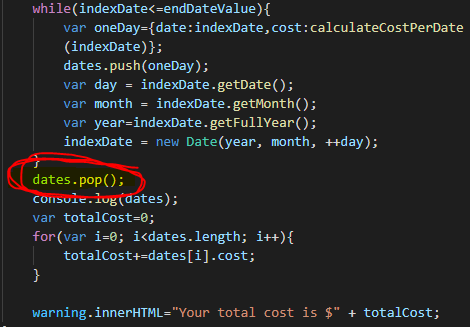 while(indexDate<=endDateValue){
var oneDay={date:indexDate,cost:calculateCostPerDate
(indexDate)};
dates.push(oneDay);
var day = indexDate.getDate();
var month = indexDate.getMonth();
var year=indexDate.getFullYear();
indexDate = new Date(year, month, ++day);
}
dates.pop();
console.log(dates);
var totalCost=0;
for(var i=0; i<dates.length; i++){
totalCost+=dates[i].cost;
}
warning.innerHTML="Your total cost is $" + totalCost;